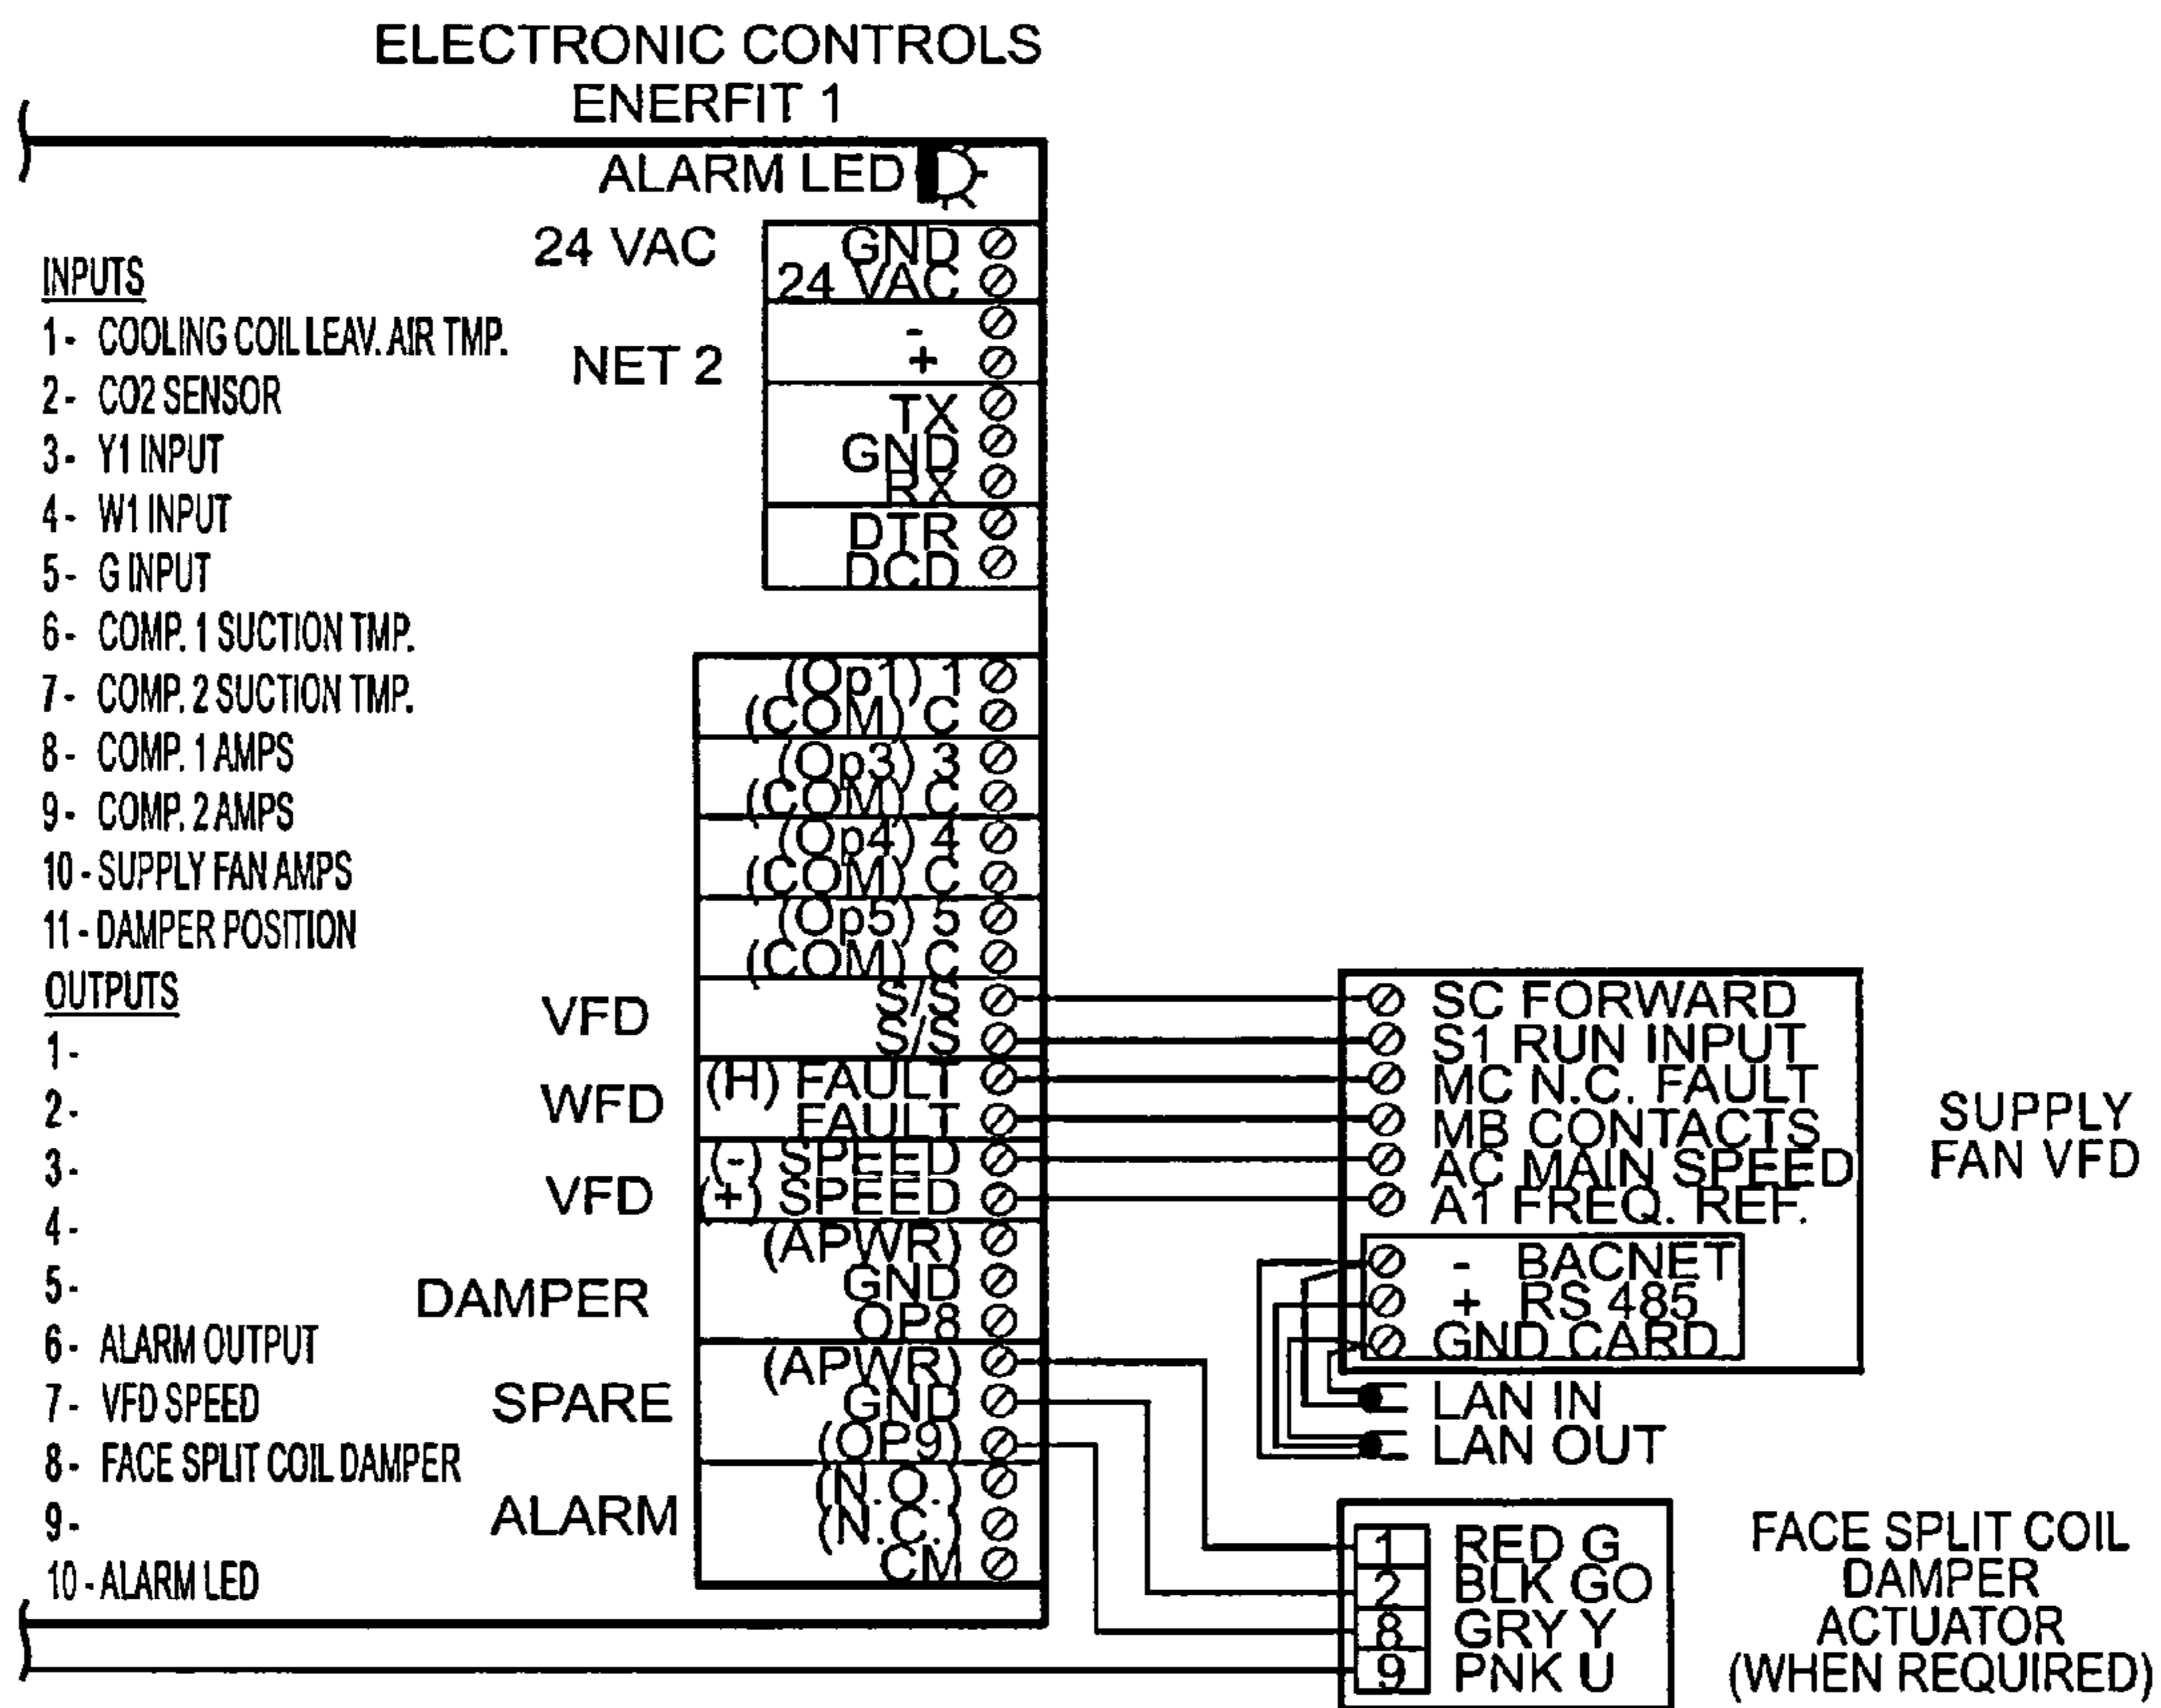 ELECTRONIC CONTROLS
ENERFIT 1
ALARM LED
INPUTS
1 - COOLING COIL LEAV. AIR TMP.
2 - CO2 SENSOR
3 - Y1 INPUT
4 - W1 INPUT
5 - G INPUT
6 - COMP. 1 SUCTION TMP.
7 - COMP. 2 SUCTION TMP.
8 - COMP. 1 AMPS
9 - COMP. 2 AMPS
10 - SUPPLY FAN AMPS
11 - DAMPER POSITION
OUTPUTS
1 -
2 -
3 -
4 -
5 -
6 - ALARM OUTPUT
7 - VFD SPEED
8 - FACE SPLIT COIL DAMPER
9 -
10 - ALARM LED
24 VAC
GND
24 VAC
NET 2
-
+
TX
GND
RX
DTR
DCD
(Op1) 1
(COM) C
(Op3) 3
(COM) C
(Op4) 4
(COM) C
(Op5) 5
(COM) C
VFD
S/S
S/S
WFD
(H) FAULT
FAULT
VFD
(-) SPEED
(+) SPEED
DAMPER
(APWR)
GND
OP8
SPARE
(APWR)
GND
(OP9)
ALARM
(N.O.)
(N.C.)
CM
SC FORWARD
S1 RUN INPUT
MC N.C. FAULT
MB CONTACTS
AC MAIN SPEED
A1 FREQ. REF.
- BACNET
+ RS 485
GND CARD
SUPPLY
FAN VFD
LAN IN
LAN OUT
1 RED G
2 BLK GO
8 GRY Y
9 PNK U
FACE SPLIT COIL
DAMPER
ACTUATOR
(WHEN REQUIRED)